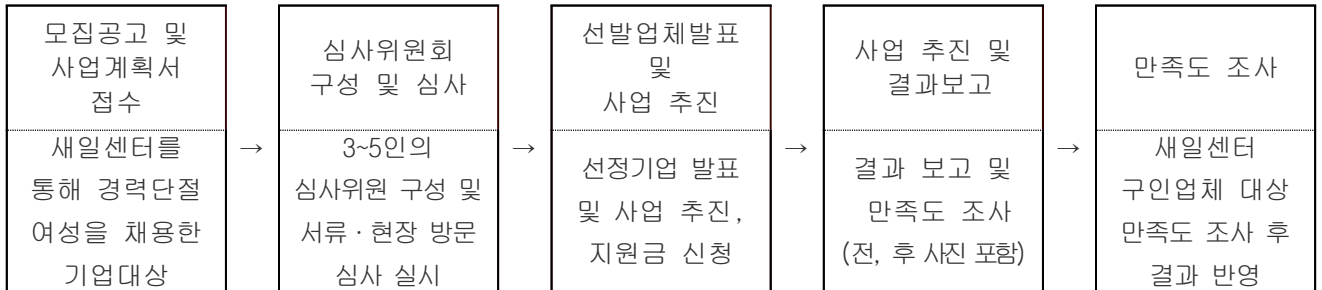 모집공고 및
사업계획서
접수
새일센터를
통해 경력단절
여성을 채용한
기업대상
→
심사위원회
구성 및 심사
3~5인의
심사위원 구성 및
서류·현장 방문
심사 실시
→
선발업체발표
및
사업 추진
선정기업 발표
및 사업 추진,
지원금 신청
→
사업 추진 및
결과보고
결과 보고 및
만족도 조사
(전, 후 사진 포함)
→
만족도 조사
새일센터
구인업체 대상
만족도 조사 후
결과 반영